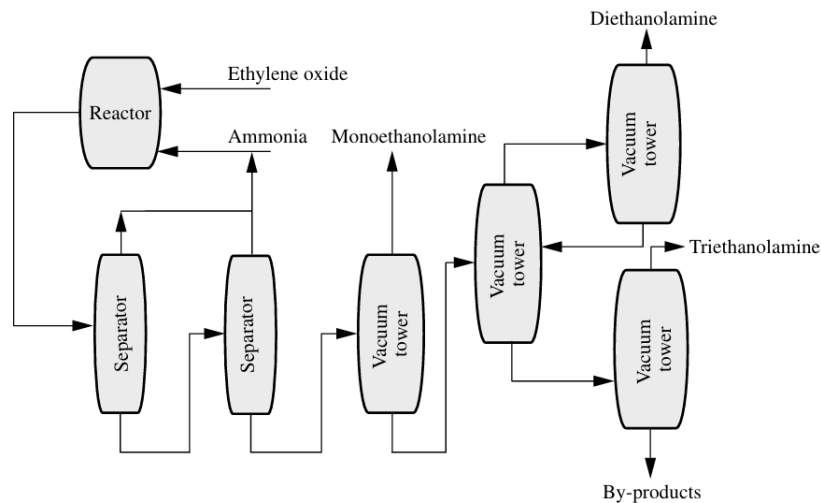 Diethanolamine
Ethylene oxide
Reactor
Ammonia
Monoethanolamine
Vacuum
tower
Vacuum
tower
Triethanolamine
Separator
Separator
Vacuum
tower
Vacuum
tower
By-products